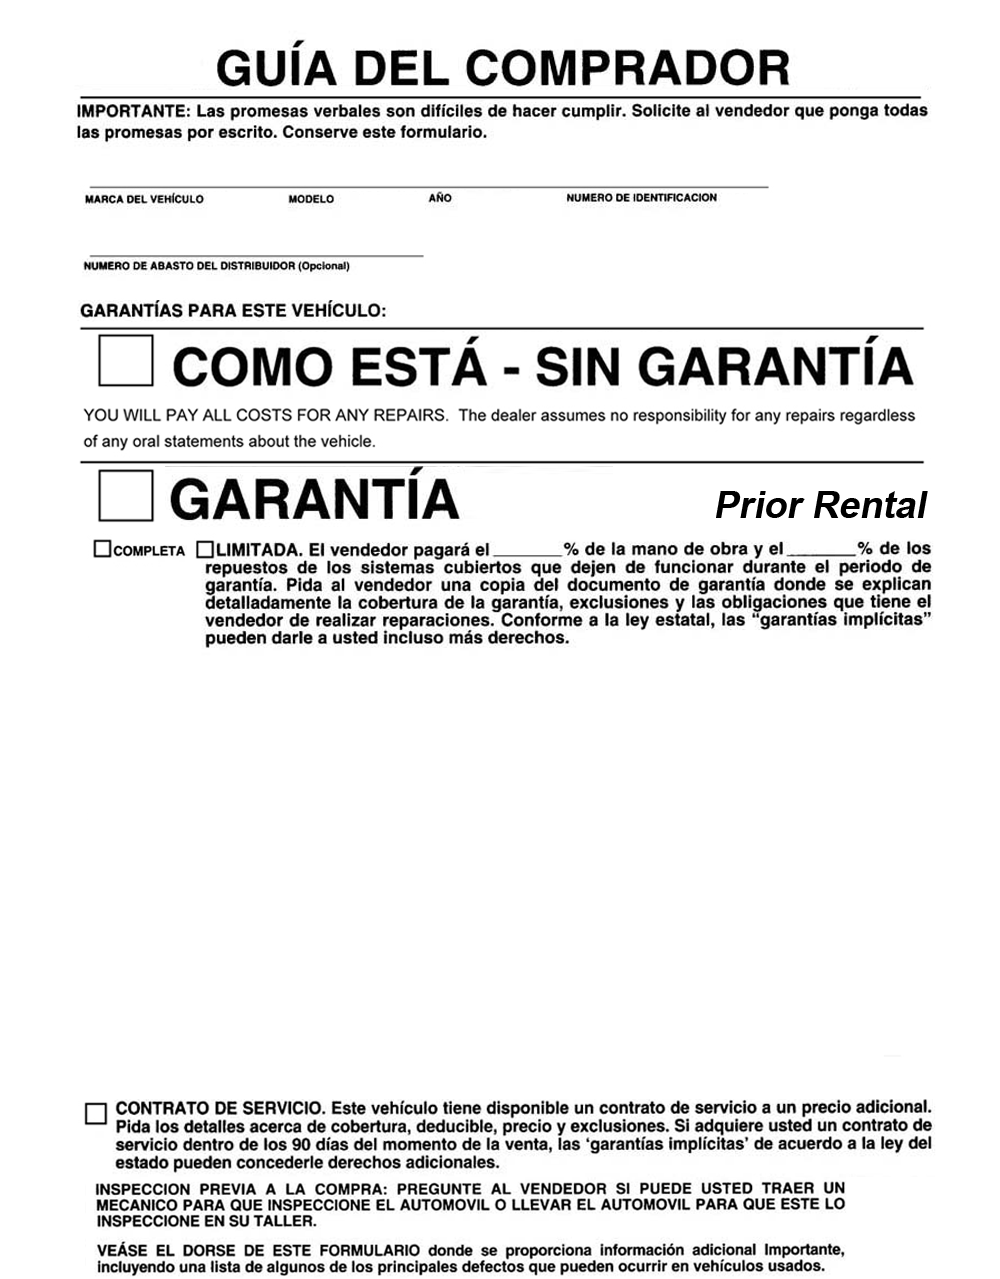 GUÍA DEL COMPRADOR
IMPORTANTE: Las promesas verbales son difíciles de hacer cumplir. Solicite al vendedor que ponga todas
las promesas por escrito. Conserve este formulario.
MARCA DEL VEHÍCULO MODELO AÑO NUMERO DE IDENTIFICACION
NUMERO DE ABASTO DEL DISTRIBUIDOR (Opcional)
GARANTÍAS PARA ESTE VEHÍCULO:
COMO ESTÁ - SIN GARANTÍA
YOU WILL PAY ALL COSTS FOR ANY REPAIRS. The dealer assumes no responsibility for any repairs regardless
of any oral statements about the vehicle.
GARANTÍA Prior Rental
COMPLETA LIMITADA. El vendedor pagará el _______% de la mano de obra y el _______% de los
repuestos de los sistemas cubiertos que dejen de funcionar durante el periodo de
garantía. Pida al vendedor una copia del documento de garantía donde se explican
detalladamente la cobertura de la garantía, exclusiones y las obligaciones que tiene el
vendedor de realizar reparaciones. Conforme a la ley estatal, las “garantías implícitas”
pueden darle a usted incluso más derechos.
CONTRATO DE SERVICIO. Este vehículo tiene disponible un contrato de servicio a un precio adicional.
Pida los detalles acerca de cobertura, deducible, precio y exclusiones. Si adquiere usted un contrato de
servicio dentro de los 90 días del momento de la venta, las ‘garantías implícitas’ de acuerdo a la ley del
estado pueden concederle derechos adicionales.
INSPECCION PREVIA A LA COMPRA: PREGUNTE AL VENDEDOR SI PUEDE USTED TRAER UN
MECANICO PARA QUE INSPECCIONE EL AUTOMOVIL O LLEVAR EL AUTOMOVIL PARA QUE ESTE LO
INSPECCIONE EN SU TALLER.
VEÁSE EL DORSE DE ESTE FORMULARIO donde se proporciona información adicional Importante,
incluyendo una lista de algunos de los principales defectos que pueden ocurrir en vehículos usados.